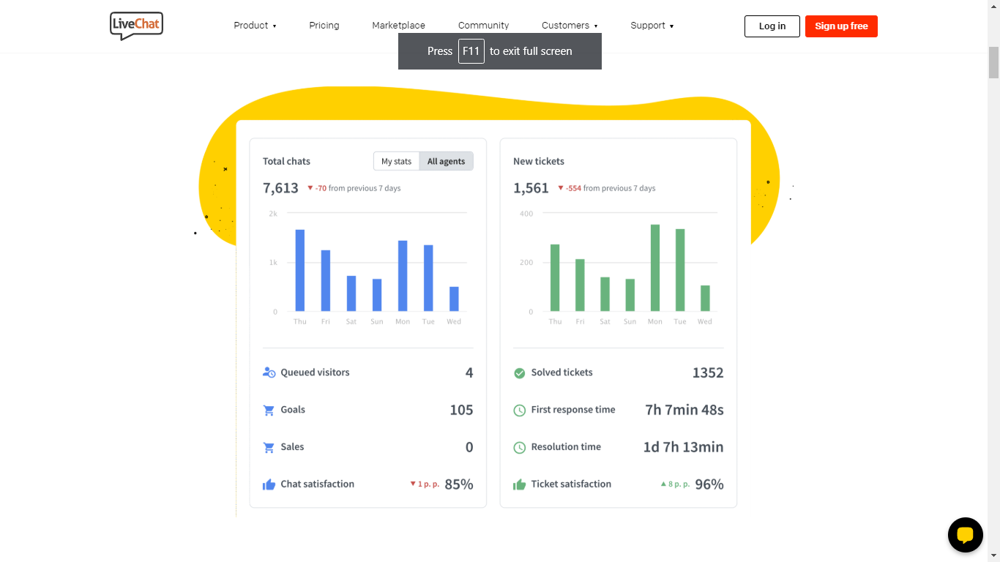 LiveChat
Product ▾ Pricing Marketplace Community Customers ▾ Support ▾ Log in Sign up free
Press F11 to exit full screen
Total chats My stats All agents
7,613 ▼ -70 from previous 7 days
2k
1k
0
Thu Fri Sat Sun Mon Tue Wed
Queued visitors 4
Goals 105
Sales 0
Chat satisfaction ▼ 1 p. p. 85%
New tickets
1,561 ▼ -554 from previous 7 days
400
200
0
Thu Fri Sat Sun Mon Tue Wed
Solved tickets 1352
First response time 7h 7min 48s
Resolution time 1d 7h 13min
Ticket satisfaction ▲ 8 p. p. 96%